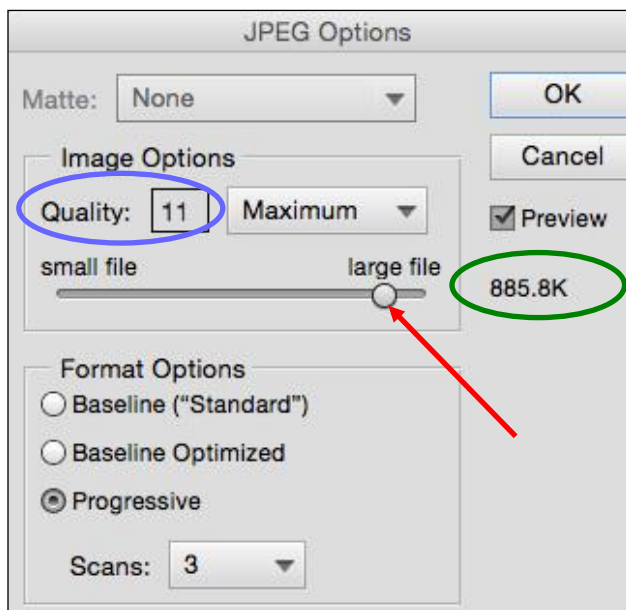 JPEG Options
Matte: None
OK
Cancel
Preview
885.8K
Image Options
Quality: 11 Maximum
small file large file
Format Options
Baseline (“Standard”)
Baseline Optimized
Progressive
Scans: 3